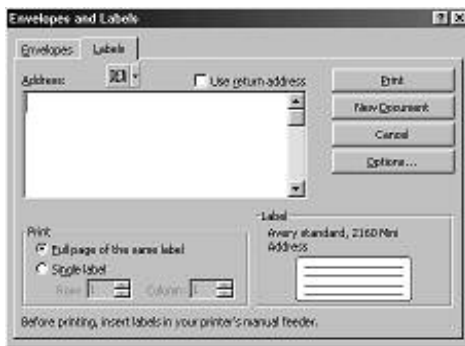 Envelopes and Labels
Envelopes Labels
Address: Use return address
Print
New Document
Cancel
Options...
Print
Full page of the same label
Single label
Row: 1 Column: 1
Label
Avery standard, 2160 Mini
Address
Before printing, insert labels in your printer's manual feeder.